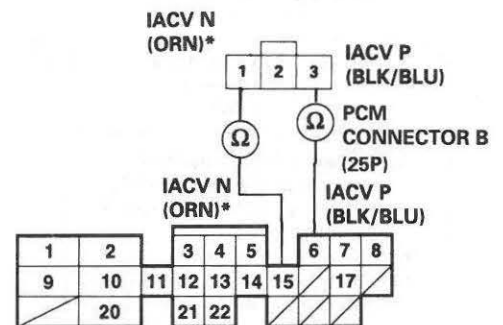 IACV N
(ORN)*
IACV P
(BLK/BLU)
1 2 3
Ω
Ω
PCM
CONNECTOR B
(25P)
IACV N
(ORN)*
IACV P
(BLK/BLU)
1 2 3 4 5 6 7 8
9 10 11 12 13 14 15 17
20 21 22